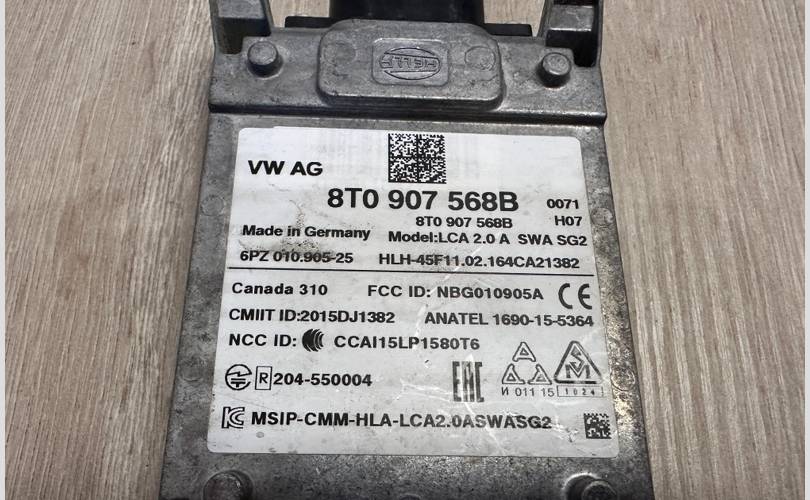 HELLA
VW AG
8T0 907 568B 0071
8T0 907 568B H07
Made in Germany Model:LCA 2.0 A SWA SG2
6PZ 010.905-25 HLH-45F11.02.164CA21382
Canada 310 FCC ID: NBG010905A CE
CMIIT ID:2015DJ1382 ANATEL 1690-15-5364
NCC ID: CCAI15LP1580T6
R 204-550004 EAC
И 011 15 1024
MSIP-CMM-HLA-LCA2.0ASWASG2